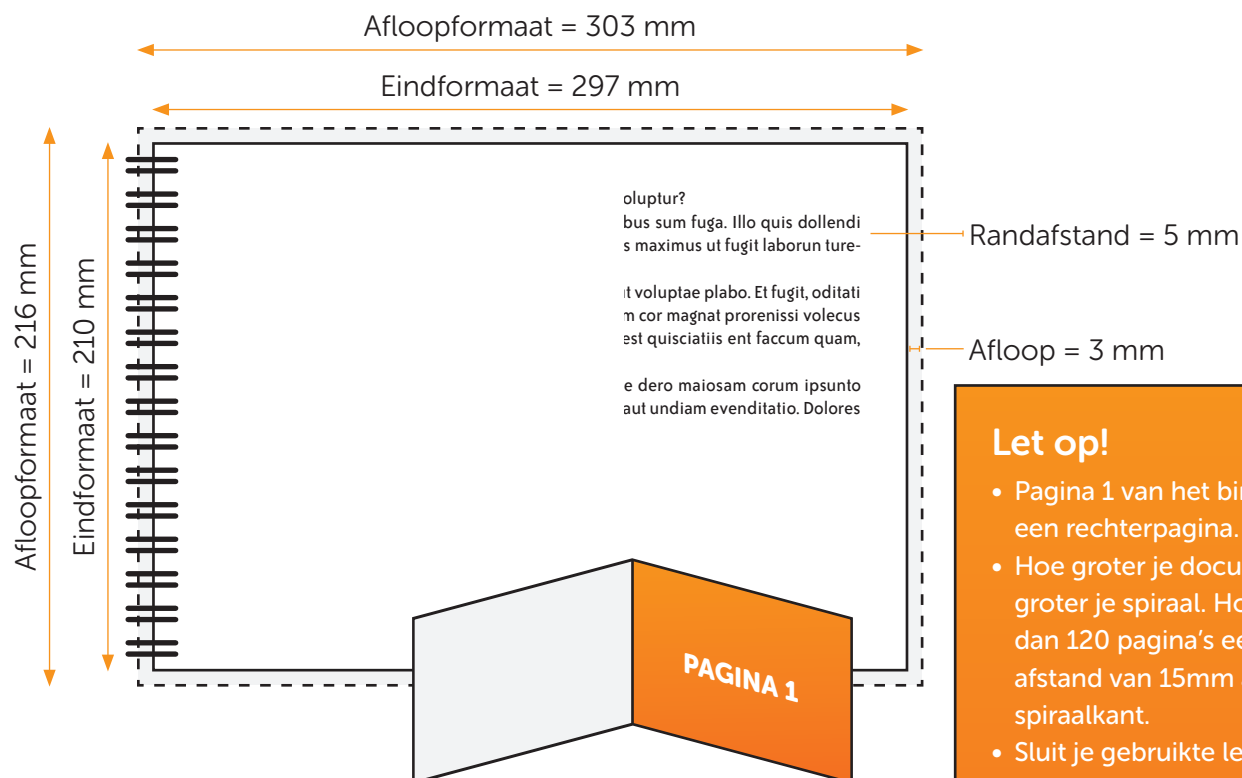 Afloopformaat = 303 mm
Eindformaat = 297 mm
Afloopformaat = 216 mm
Eindformaat = 210 mm
oluptur?
bus sum fuga. Illo quis dollendi
s maximus ut fugit laborun ture-
t voluptae plabo. Et fugit, oditati
m cor magnat prorenissi volecus
est quisciatiis ent faccum quam,
e dero maiosam corum ipsunto
aut undiam evenditatio. Dolores
Randafstand = 5 mm
Afloop = 3 mm
PAGINA 1
Let op!
• Pagina 1 van het bi
een rechterpagina.
• Hoe groter je docu
groter je spiraal. Ho
dan 120 pagina's ee
afstand van 15mm
spiraalkant.
• Sluit je gebruikte le